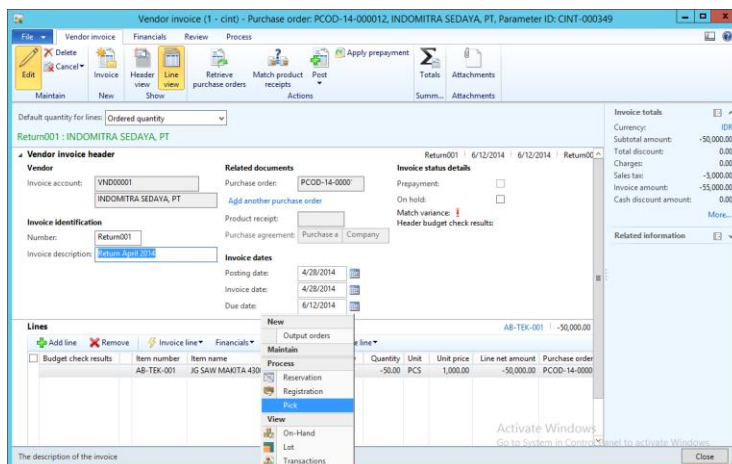 Vendor invoice (1 - cint) - Purchase order: PCOD-14-000012, INDOMITRA SEDAYA, PT, Parameter ID: CINT-000349
File Vendor invoice Financials Review Process
Edit
Delete
Cancel
Maintain
Invoice
New
Header view
Line view
Show
Retrieve purchase orders
Match product receipts
Post
Apply prepayment
Actions
Totals
Summ...
Attachments
Attachments
Default quantity for lines: Ordered quantity
Return001 : INDOMITRA SEDAYA, PT
Vendor invoice header
Return001 6/12/2014 6/12/2014 Return00
Vendor
Invoice account: VND00001
INDOMITRA SEDAYA, PT
Invoice identification
Number: Return001
Invoice description: Return April 2014
Related documents
Purchase order: PCOD-14-0000'
Add another purchase order
Product receipt:
Purchase agreement: Purchase a Company
Invoice dates
Posting date: 4/28/2014
Invoice date: 4/28/2014
Due date: 6/12/2014
Invoice status details
Prepayment:
On hold:
Match variance: !
Header budget check results:
Lines
AB-TEK-001 -50,000.00
Add line Remove Invoice line Financials
e line
Budget check results Item number Item name Quantity Unit Unit price Line net amount Purchase order
AB-TEK-001 JG SAW MAKITA 430 -50.00 PCS 1,000.00 -50,000.00 PCOD-14-0000
New
Output orders
Maintain
Process
Reservation
Registration
Pick
View
On-Hand
Lot
Transactions
Invoice totals
Currency: IDR
Subtotal amount: -50,000.00
Total discount: 0.00
Charges: 0.00
Sales tax: -5,000.00
Invoice amount: -55,000.00
Cash discount amount: 0.00
More...
Related information
Activate Windows
Go to System in Control Panel to activate Windows.
The description of the invoice
Close